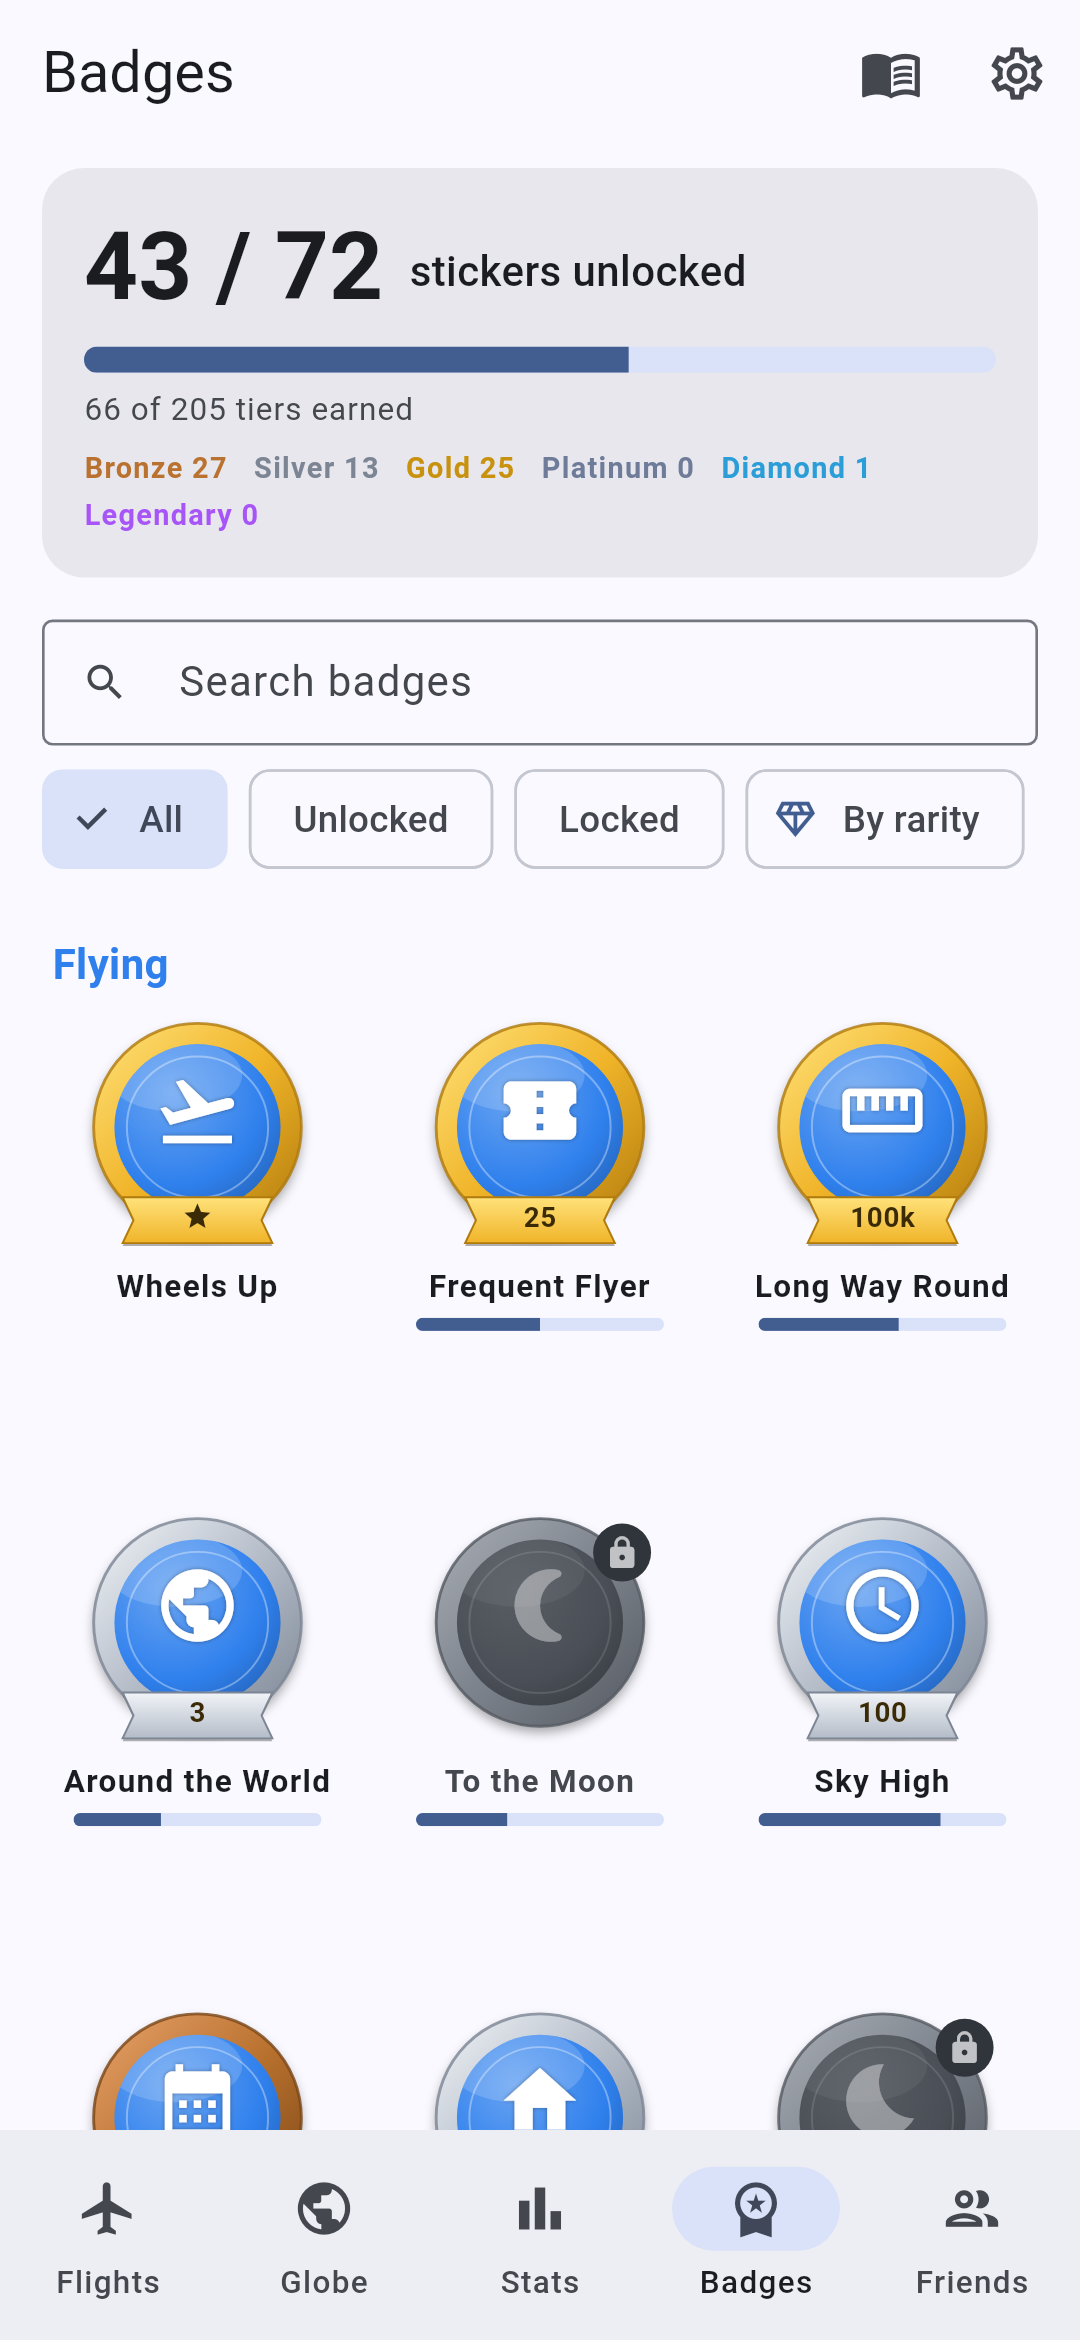 Badges
43 / 72 stickers unlocked
66 of 205 tiers earned
Bronze 27 Silver 13 Gold 25 Platinum 0 Diamond 1
Legendary 0
Search badges
All Unlocked Locked By rarity
Flying
25 100k
Wheels Up Frequent Flyer Long Way Round
3 100
Around the World To the Moon Sky High
Flights Globe Stats Badges Friends